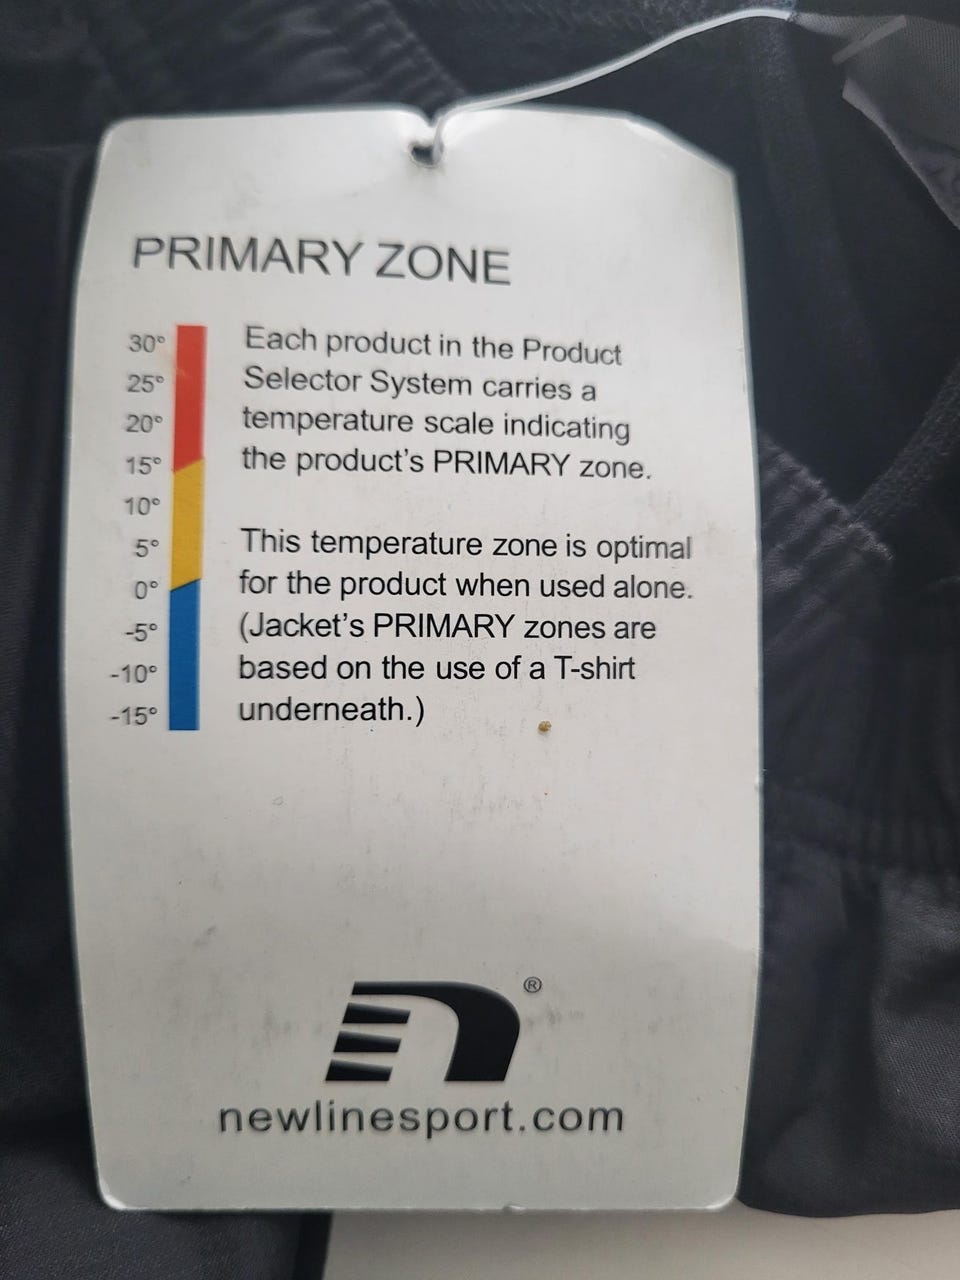 PRIMARY ZONE
30°
25°
20°
15°
10°
5°
0°
-5°
-10°
-15°
Each product in the Product
Selector System carries a
temperature scale indicating
the product's PRIMARY zone.
This temperature zone is optimal
for the product when used alone.
(Jacket's PRIMARY zones are
based on the use of a T-shirt
underneath.)
®
newlinesport.com